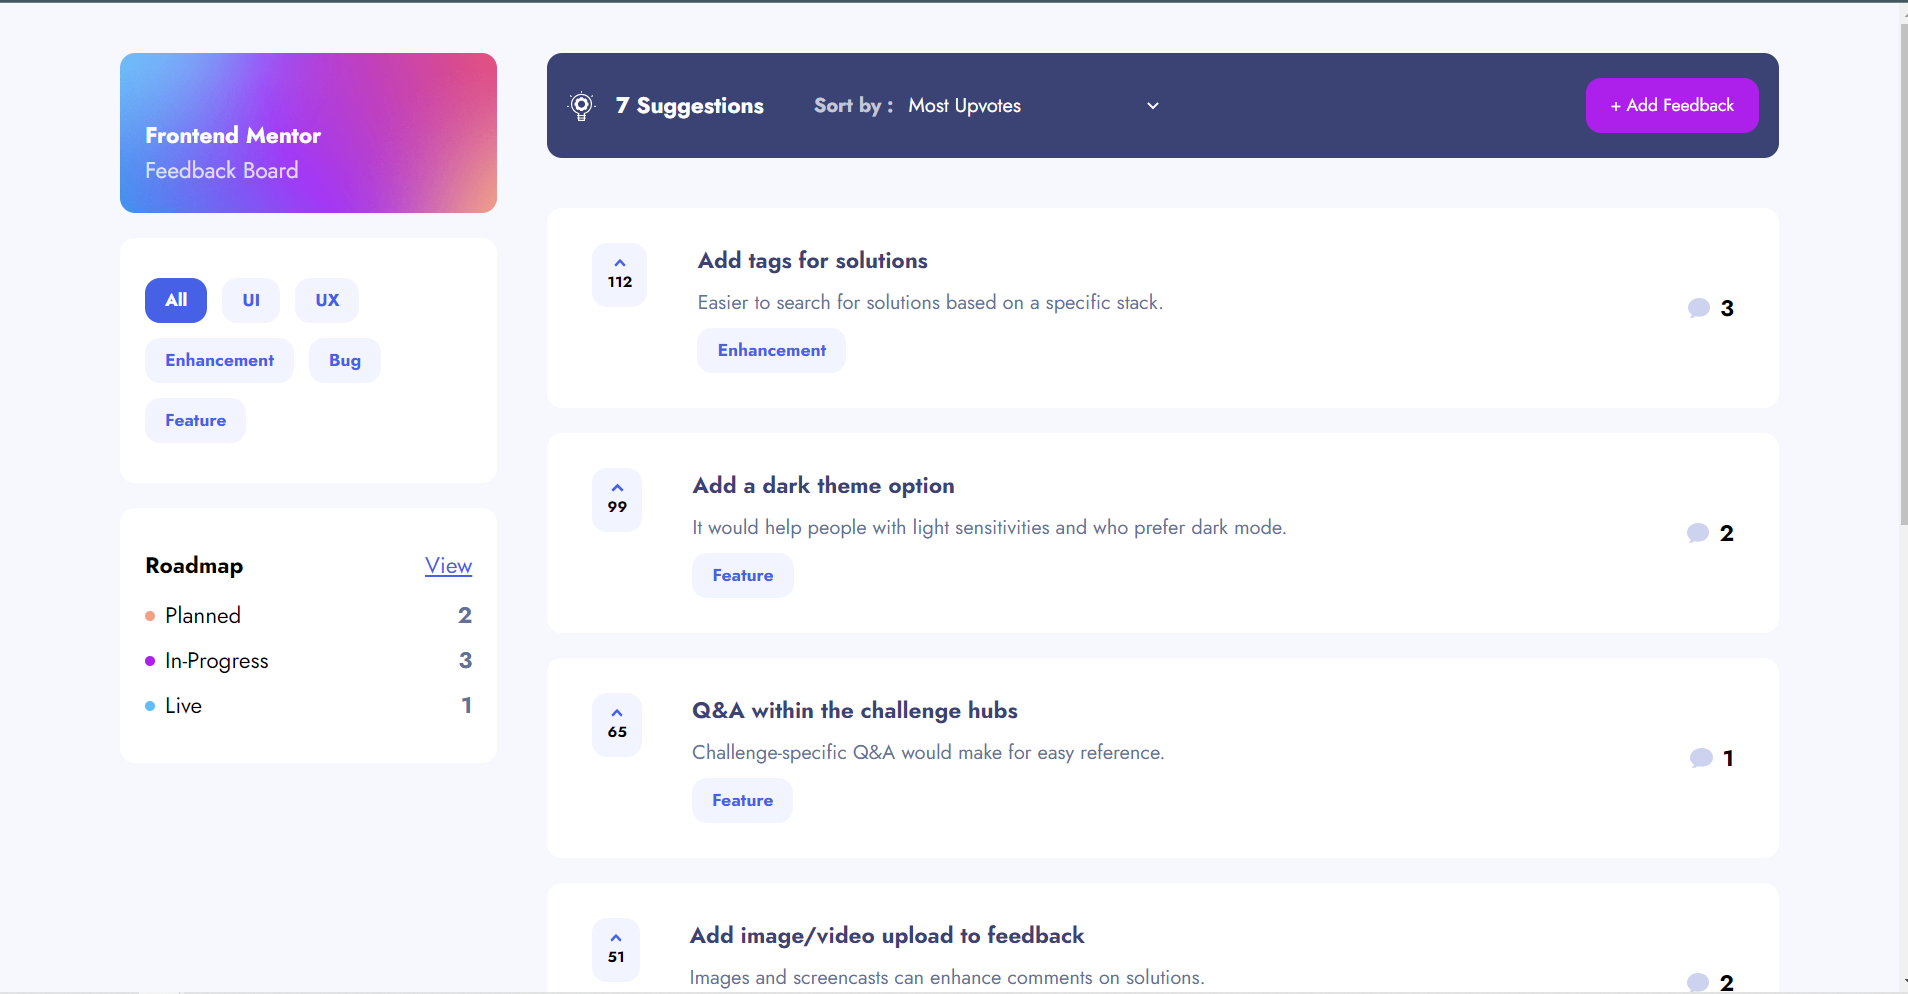 Frontend Mentor
Feedback Board
All UI UX
Enhancement Bug
Feature
Roadmap View
Planned 2
In-Progress 3
Live 1
7 Suggestions Sort by : Most Upvotes + Add Feedback
112
Add tags for solutions
Easier to search for solutions based on a specific stack.
Enhancement
3
99
Add a dark theme option
It would help people with light sensitivities and who prefer dark mode.
Feature
2
65
Q&A within the challenge hubs
Challenge-specific Q&A would make for easy reference.
Feature
1
51
Add image/video upload to feedback
Images and screencasts can enhance comments on solutions.
2